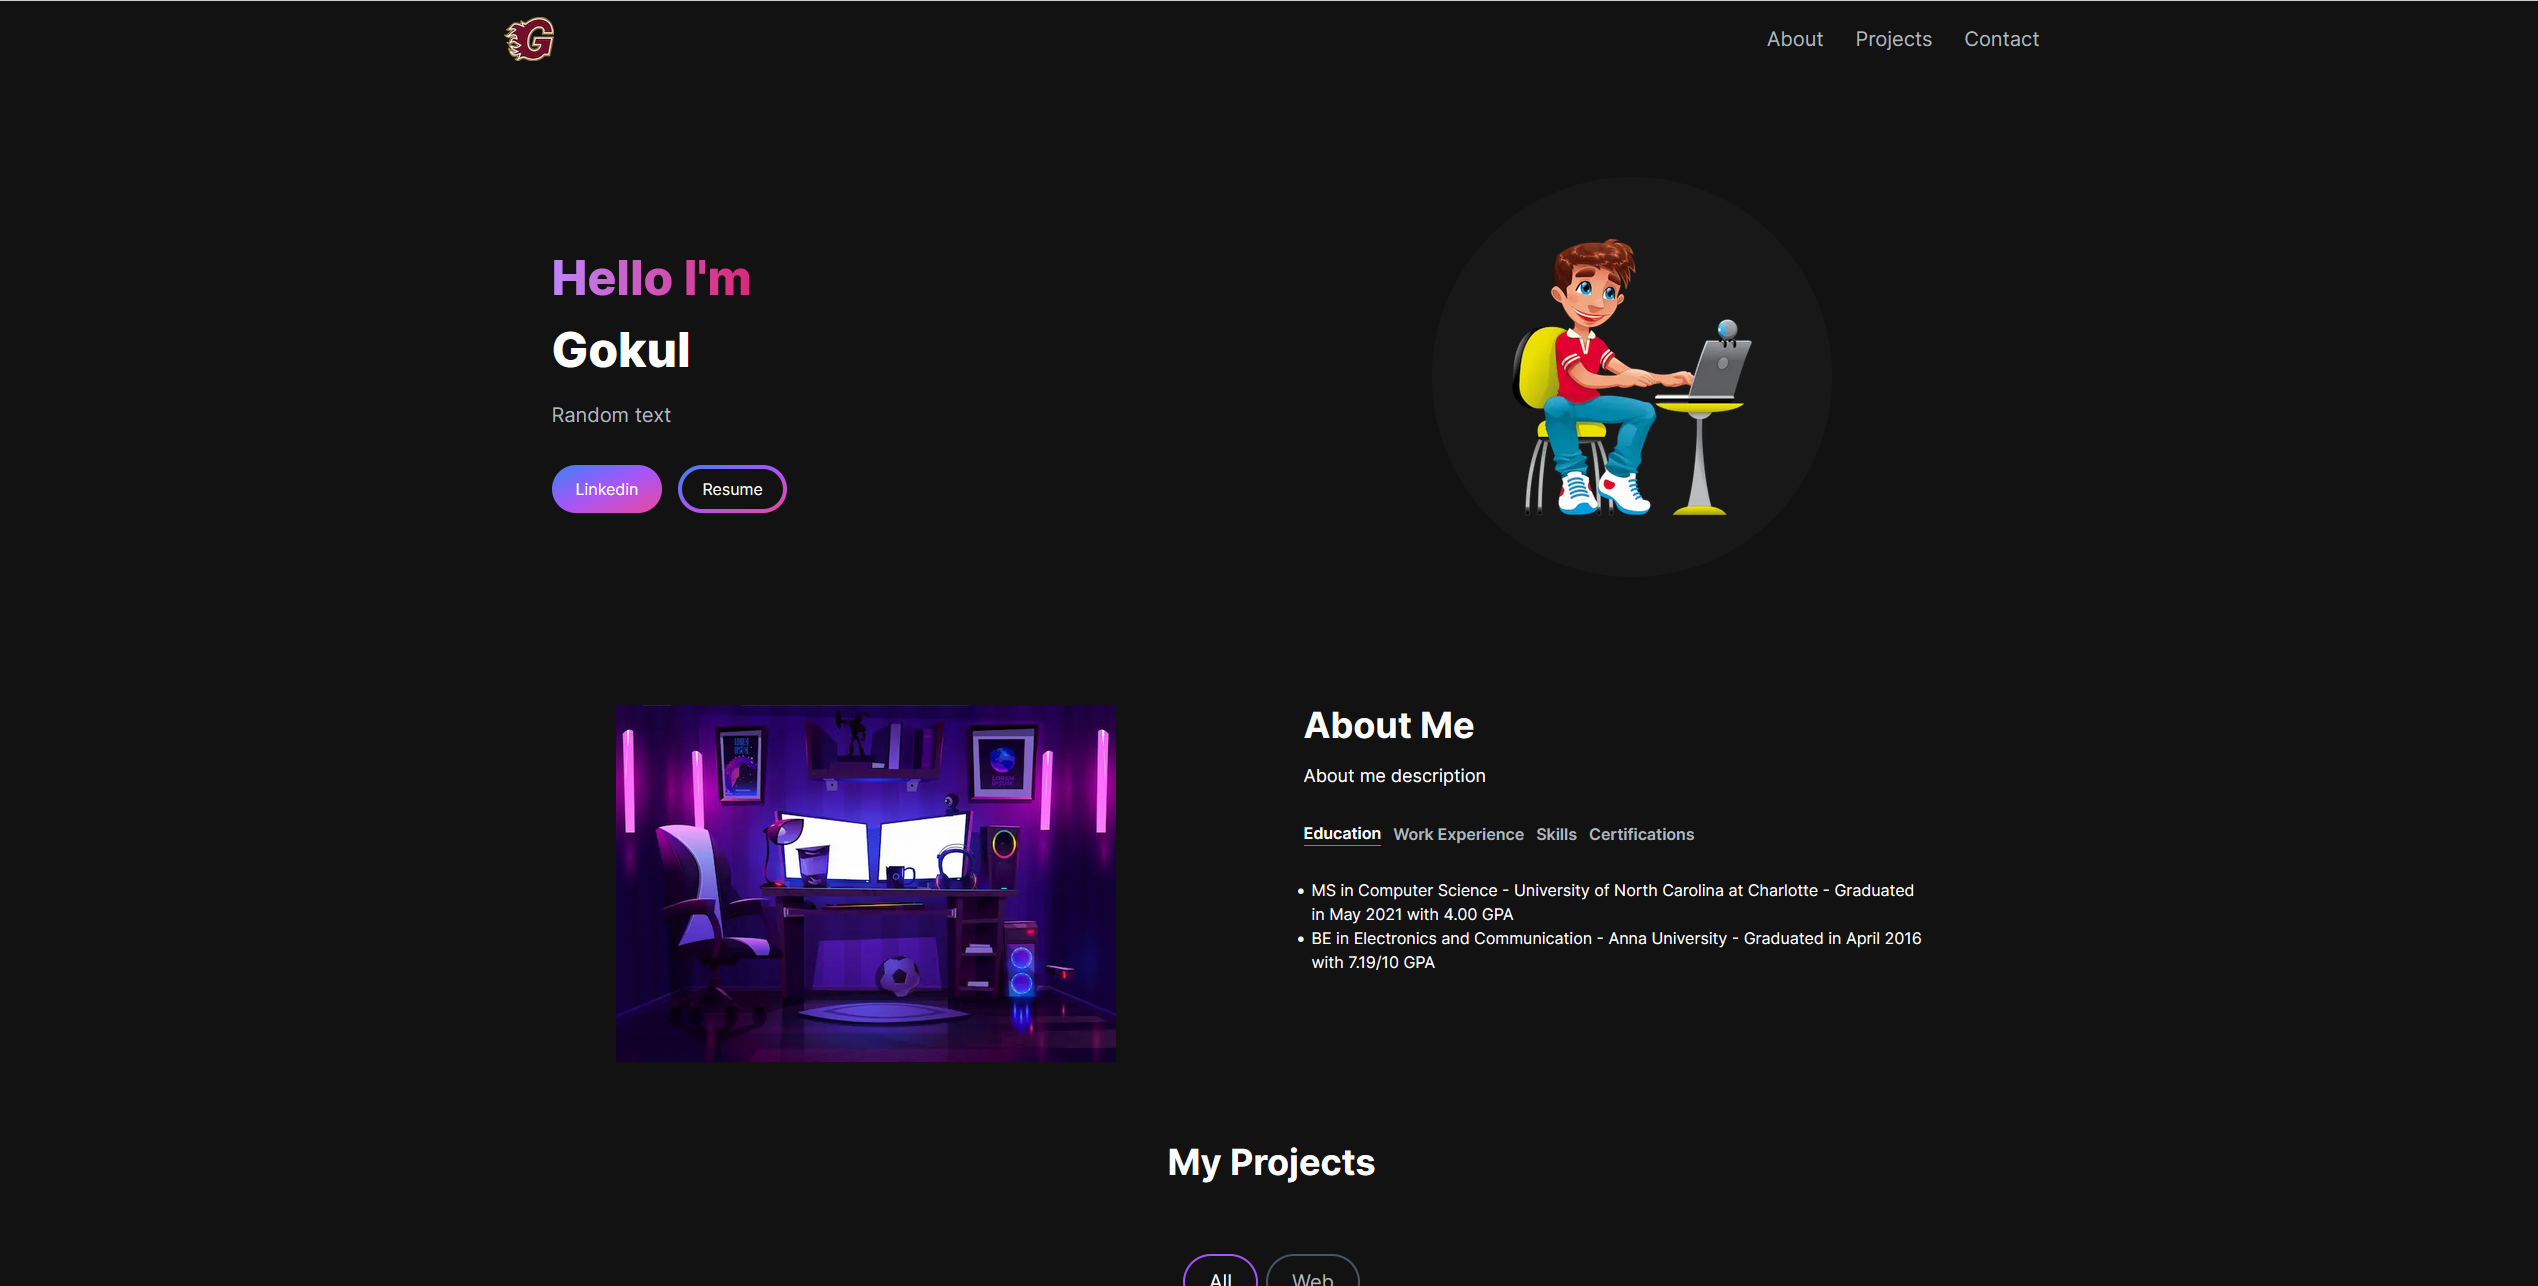 G
About Projects Contact
Hello I'm
Gokul
Random text
Linkedin Resume
About Me
About me description
Education Work Experience Skills Certifications
• MS in Computer Science - University of North Carolina at Charlotte - Graduated
in May 2021 with 4.00 GPA
• BE in Electronics and Communication - Anna University - Graduated in April 2016
with 7.19/10 GPA
My Projects
All Web